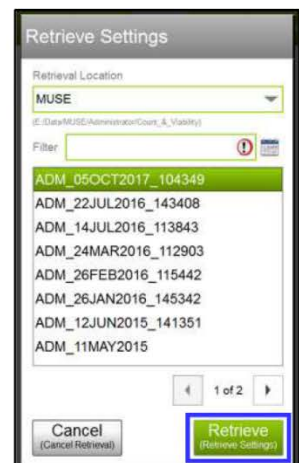 Retrieve Settings
Retrieval Location
MUSE
(E:/Data/MUSE/Administrator/Count_&_Viability)
Filter
ADM_05OCT2017_104349
ADM_22JUL2016_143408
ADM_14JUL2016_113843
ADM_24MAR2016_112903
ADM_26FEB2016_115442
ADM_26JAN2016_145342
ADM_12JUN2015_141351
ADM_11MAY2015
1 of 2
Cancel
(Cancel Retrieval)
Retrieve
(Retrieve Settings)